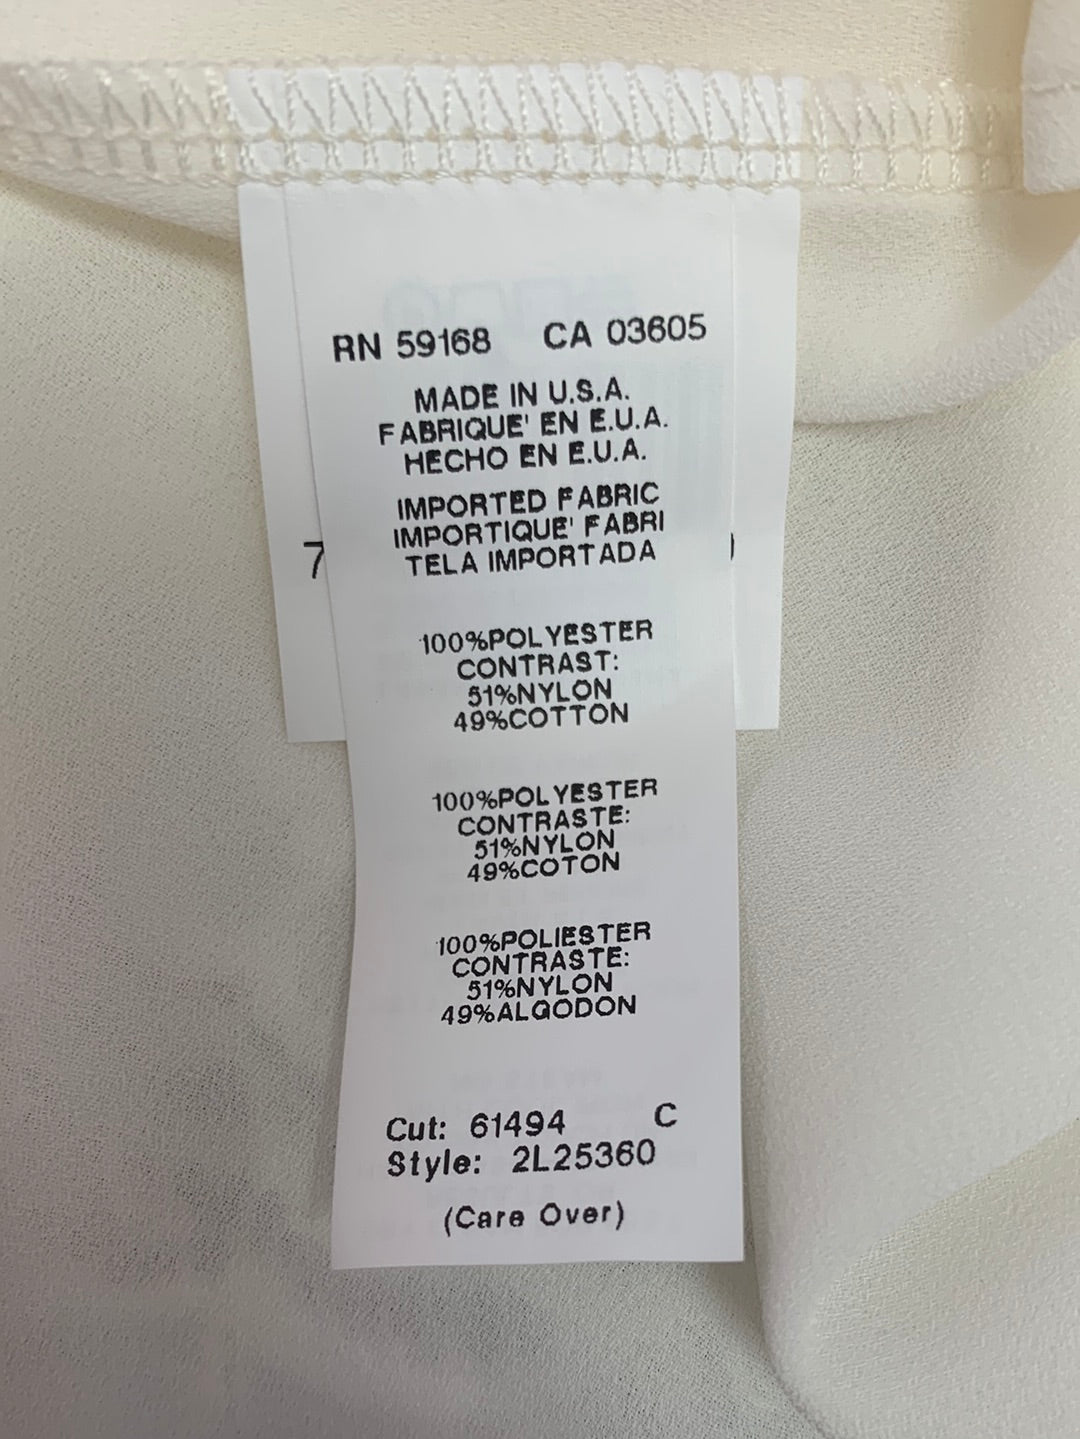 RN 59168 CA 03605
MADE IN U.S.A.
FABRIQUE' EN E.U.A.
HECHO EN E.U.A.
IMPORTED FABRIC
IMPORTIQUE' FABRI
TELA IMPORTADA
7
100%POLYESTER
CONTRAST:
51%NYLON
49%COTTON
100%POLYESTER
CONTRASTE:
51%NYLON
49%COTON
100%POLIESTER
CONTRASTE:
51%NYLON
49%ALGODON
Cut: 61494 C
Style: 2L25360
(Care Over)